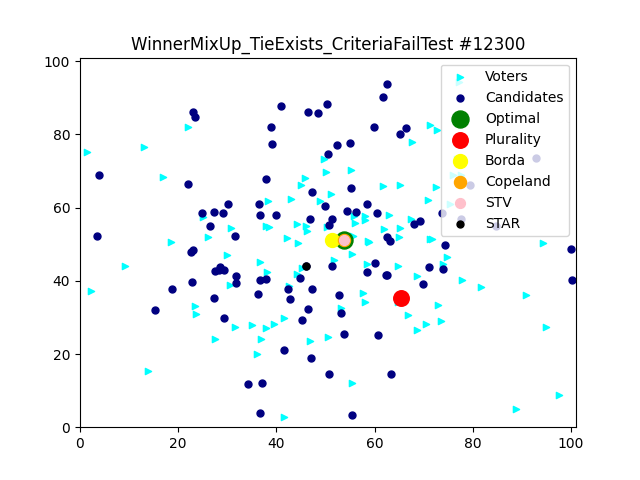 WinnerMixUp_TieExists_CriteriaFailTest #12300
100
80
60
40
20
0
0
20
40
60
80
100
Voters
Candidates
Optimal
Plurality
Borda
Copeland
STV
STAR